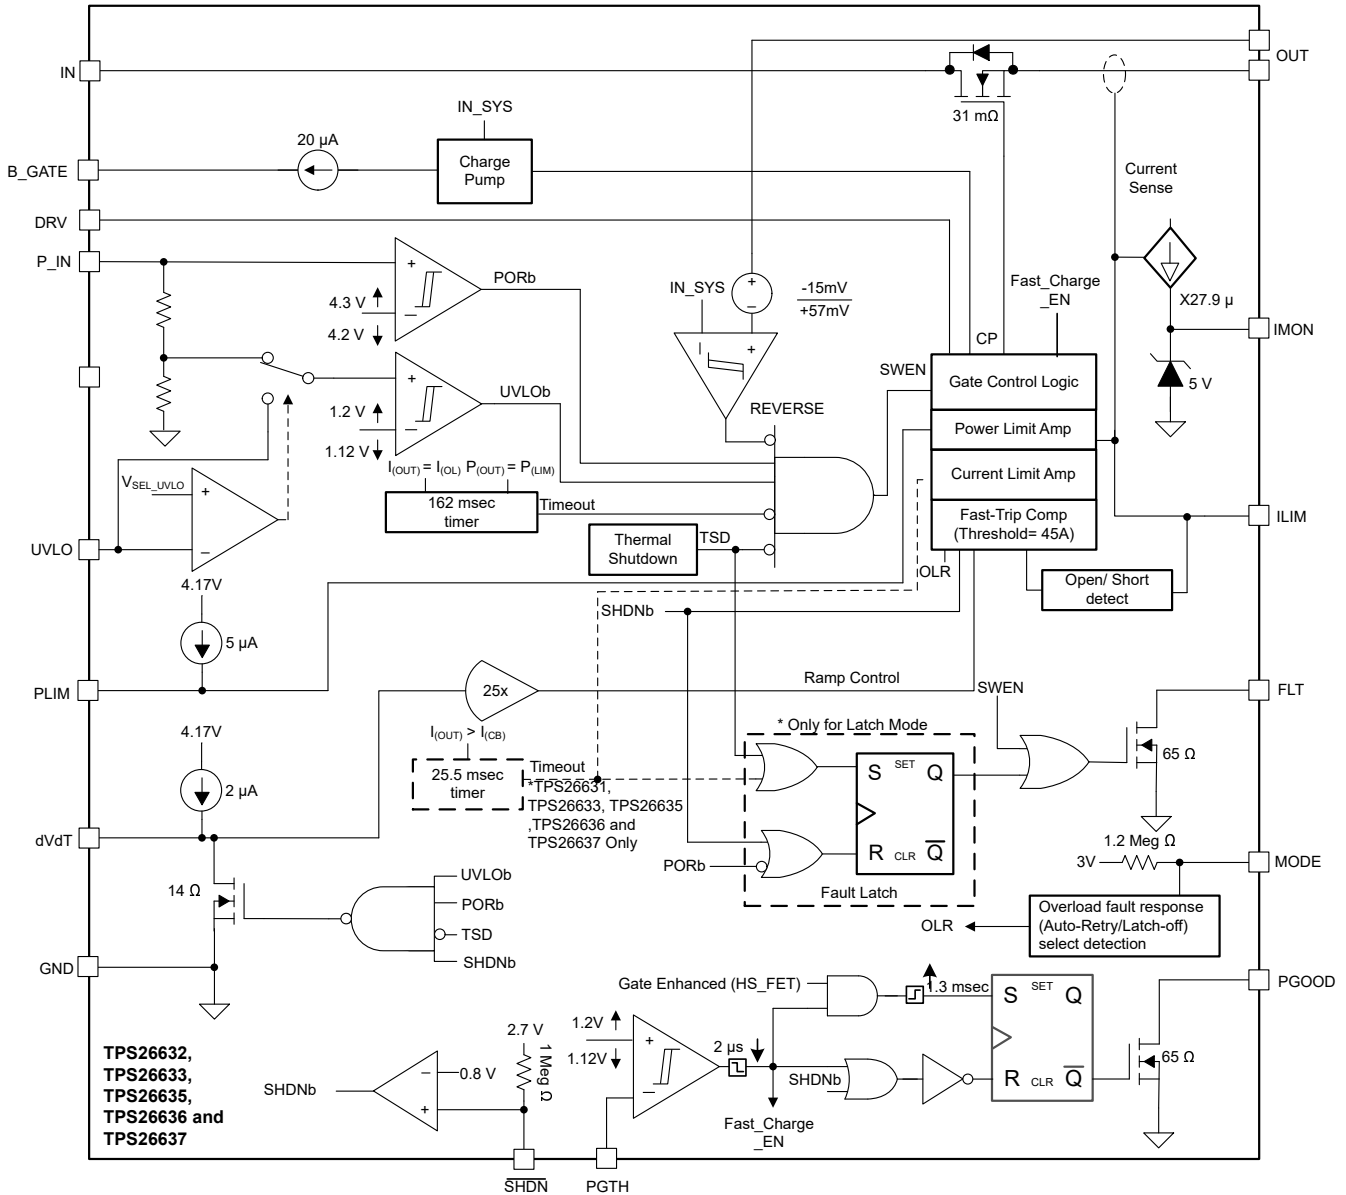 IN
OUT
31 mΩ
IN_SYS
20 µA
Charge
Pump
B_GATE
Current
Sense
DRV
P_IN
PORb
4.3 V
4.2 V
IN_SYS
-15mV
+57mV
Fast_Charge
_EN
X27.9 µ
IMON
CP
5 V
SWEN
Gate Control Logic
UVLOb
1.2 V
1.12 V
REVERSE
Power Limit Amp
I(OUT) = I(OL) P(OUT) = P(LIM)
162 msec
timer
Timeout
Current Limit Amp
VSEL_UVLO
Fast-Trip Comp
(Threshold= 45A)
ILIM
Thermal
Shutdown
TSD
UVLO
OLR
Open/ Short
detect
4.17V
5 µA
SHDNb
PLIM
25x
Ramp Control
SWEN
FLT
4.17V
2 µA
I(OUT) > I(CB)
25.5 msec
timer
Timeout
*TPS26631,
TPS26633, TPS26635
,TPS26636 and
TPS26637 Only
* Only for Latch Mode
S SET Q
R CLR Q
Fault Latch
PORb
65 Ω
dVdT
1.2 Meg Ω
3V
MODE
14 Ω
UVLOb
PORb
TSD
SHDNb
OLR
Overload fault response
(Auto-Retry/Latch-off)
select detection
GND
Gate Enhanced (HS_FET)
1.3 msec
S SET Q
R CLR Q
PGOOD
65 Ω
1.2V
1.12V
2 µs
SHDNb
Fast_Charge
_EN
2.7 V
1 Meg Ω
0.8 V
SHDNb
TPS26632,
TPS26633,
TPS26635,
TPS26636 and
TPS26637
SHDN
PGTH